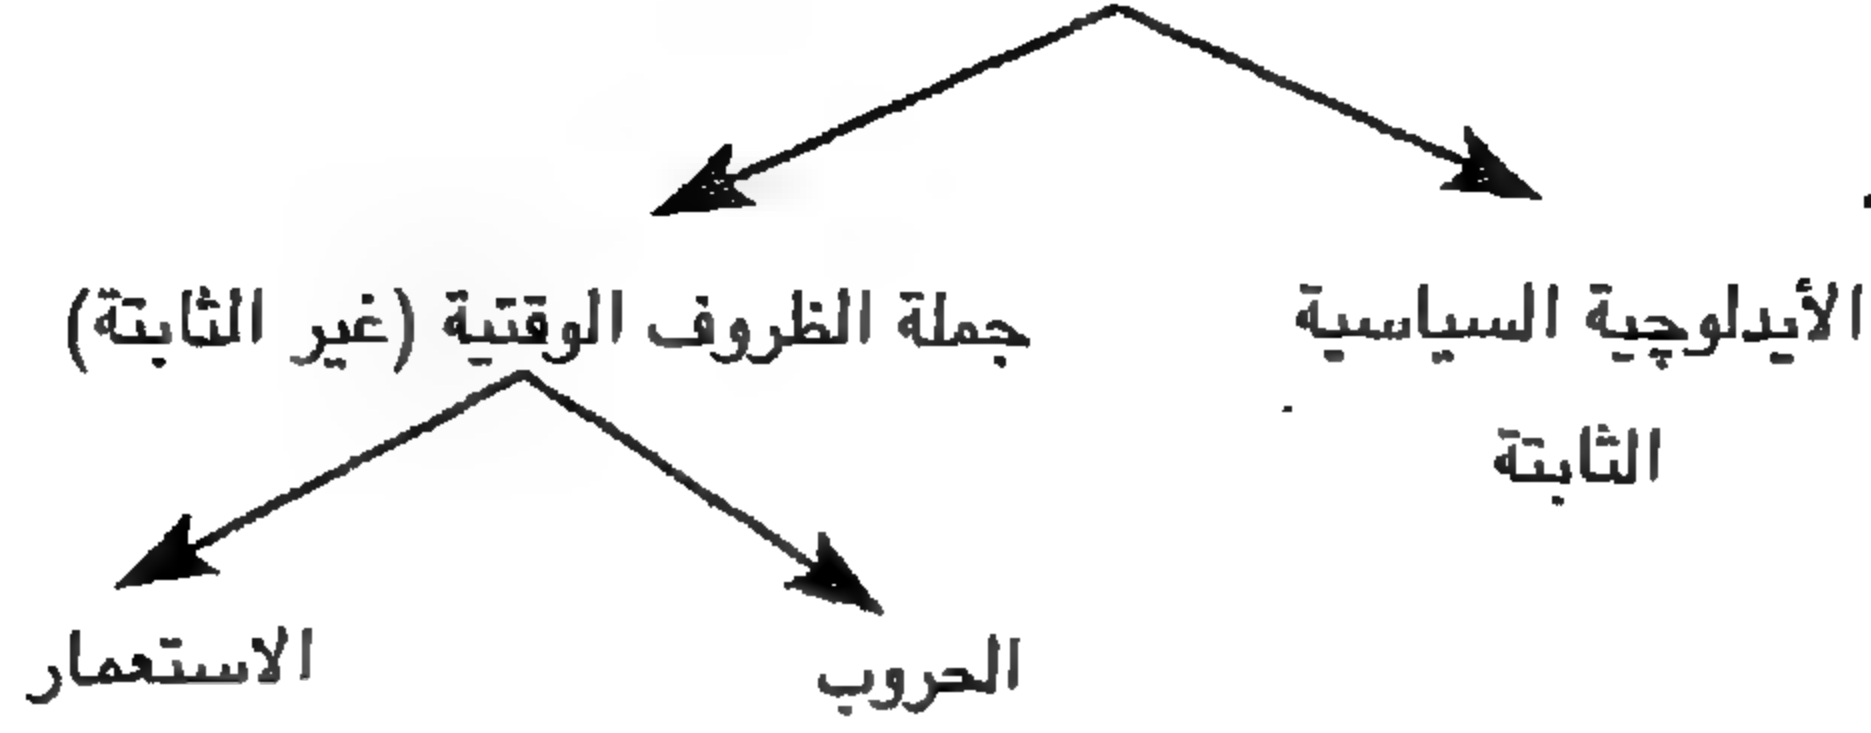 الأيدلوچية السياسية
الثابتة
جملة الظروف الوقتية (غير الثابتة)
الحروب
الاستعمار